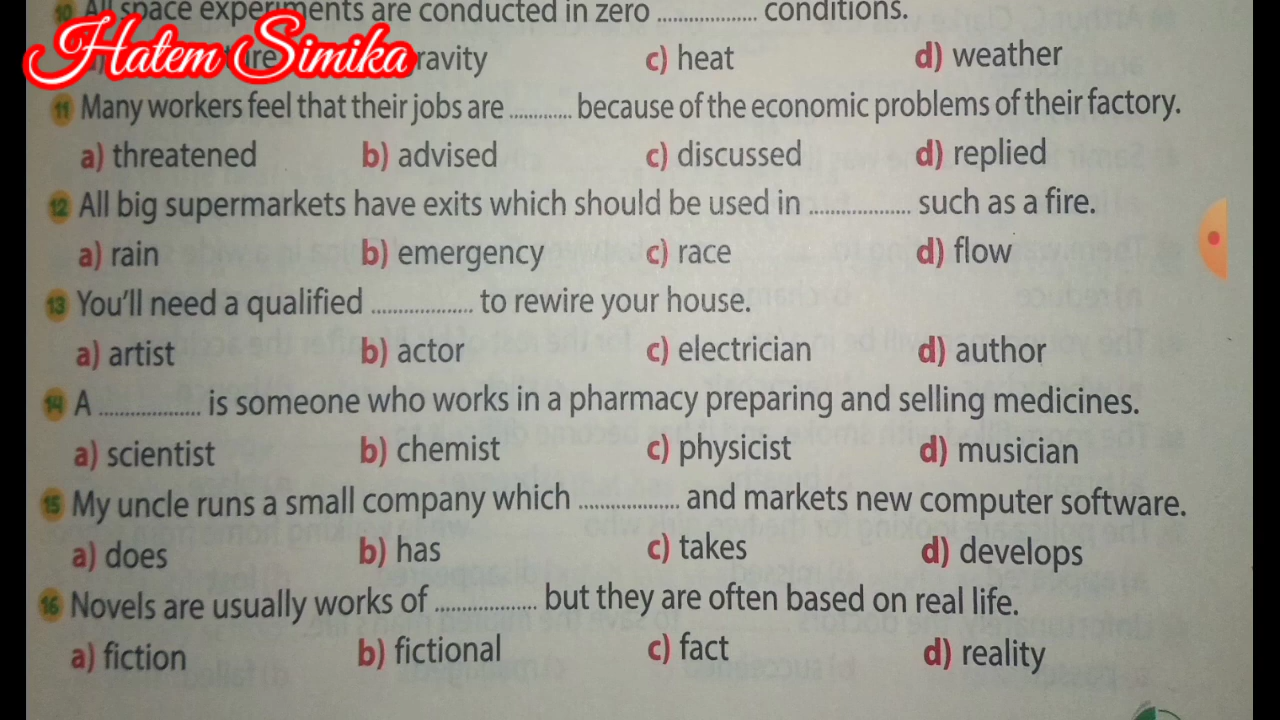 10 All space experiments are conducted in zero .................. conditions.
Hatem Simika
c) heat d) weather
11 Many workers feel that their jobs are ............ because of the economic problems of their factory.
a) threatened b) advised c) discussed d) replied
12 All big supermarkets have exits which should be used in .................. such as a fire.
a) rain b) emergency c) race d) flow
13 You'll need a qualified .................. to rewire your house.
a) artist b) actor c) electrician d) author
14 A .................. is someone who works in a pharmacy preparing and selling medicines.
a) scientist b) chemist c) physicist d) musician
15 My uncle runs a small company which .................. and markets new computer software.
a) does b) has c) takes d) develops
16 Novels are usually works of .................. but they are often based on real life.
a) fiction b) fictional c) fact d) reality